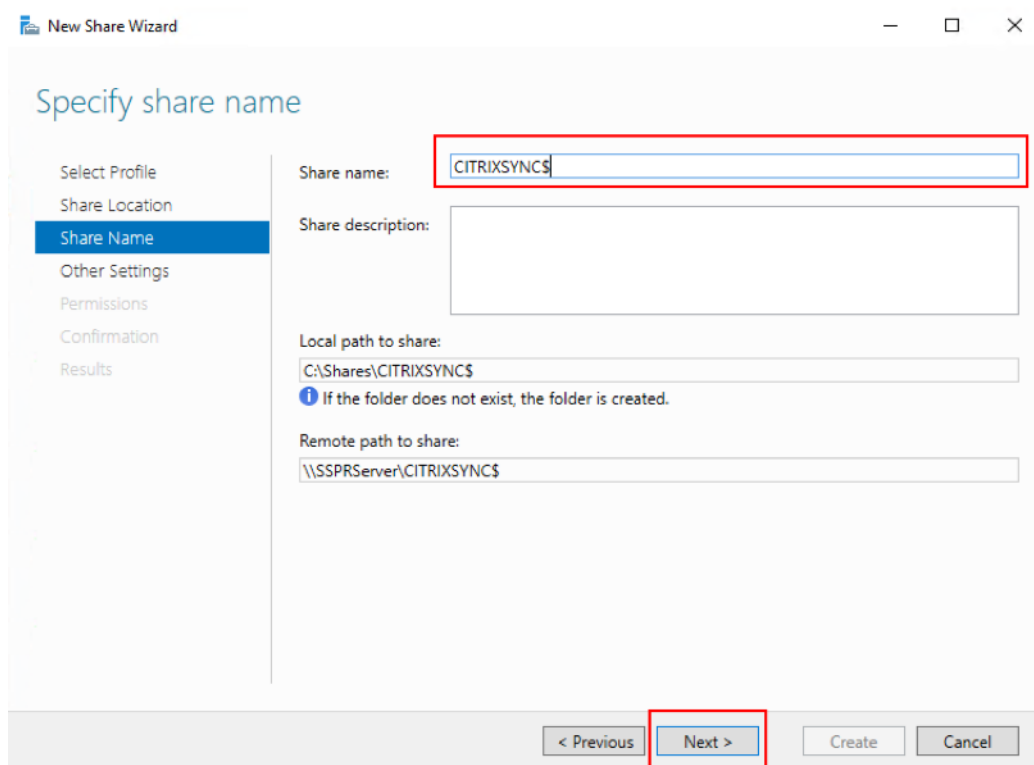 New Share Wizard
Specify share name
Select Profile
Share Location
Share Name
Other Settings
Permissions
Confirmation
Results
Share name:
CITRIXSYNC$
Share description:
Local path to share:
C:\Shares\CITRIXSYNC$
If the folder does not exist, the folder is created.
Remote path to share:
\\SSPRServer\CITRIXSYNC$
< Previous
Next >
Create
Cancel